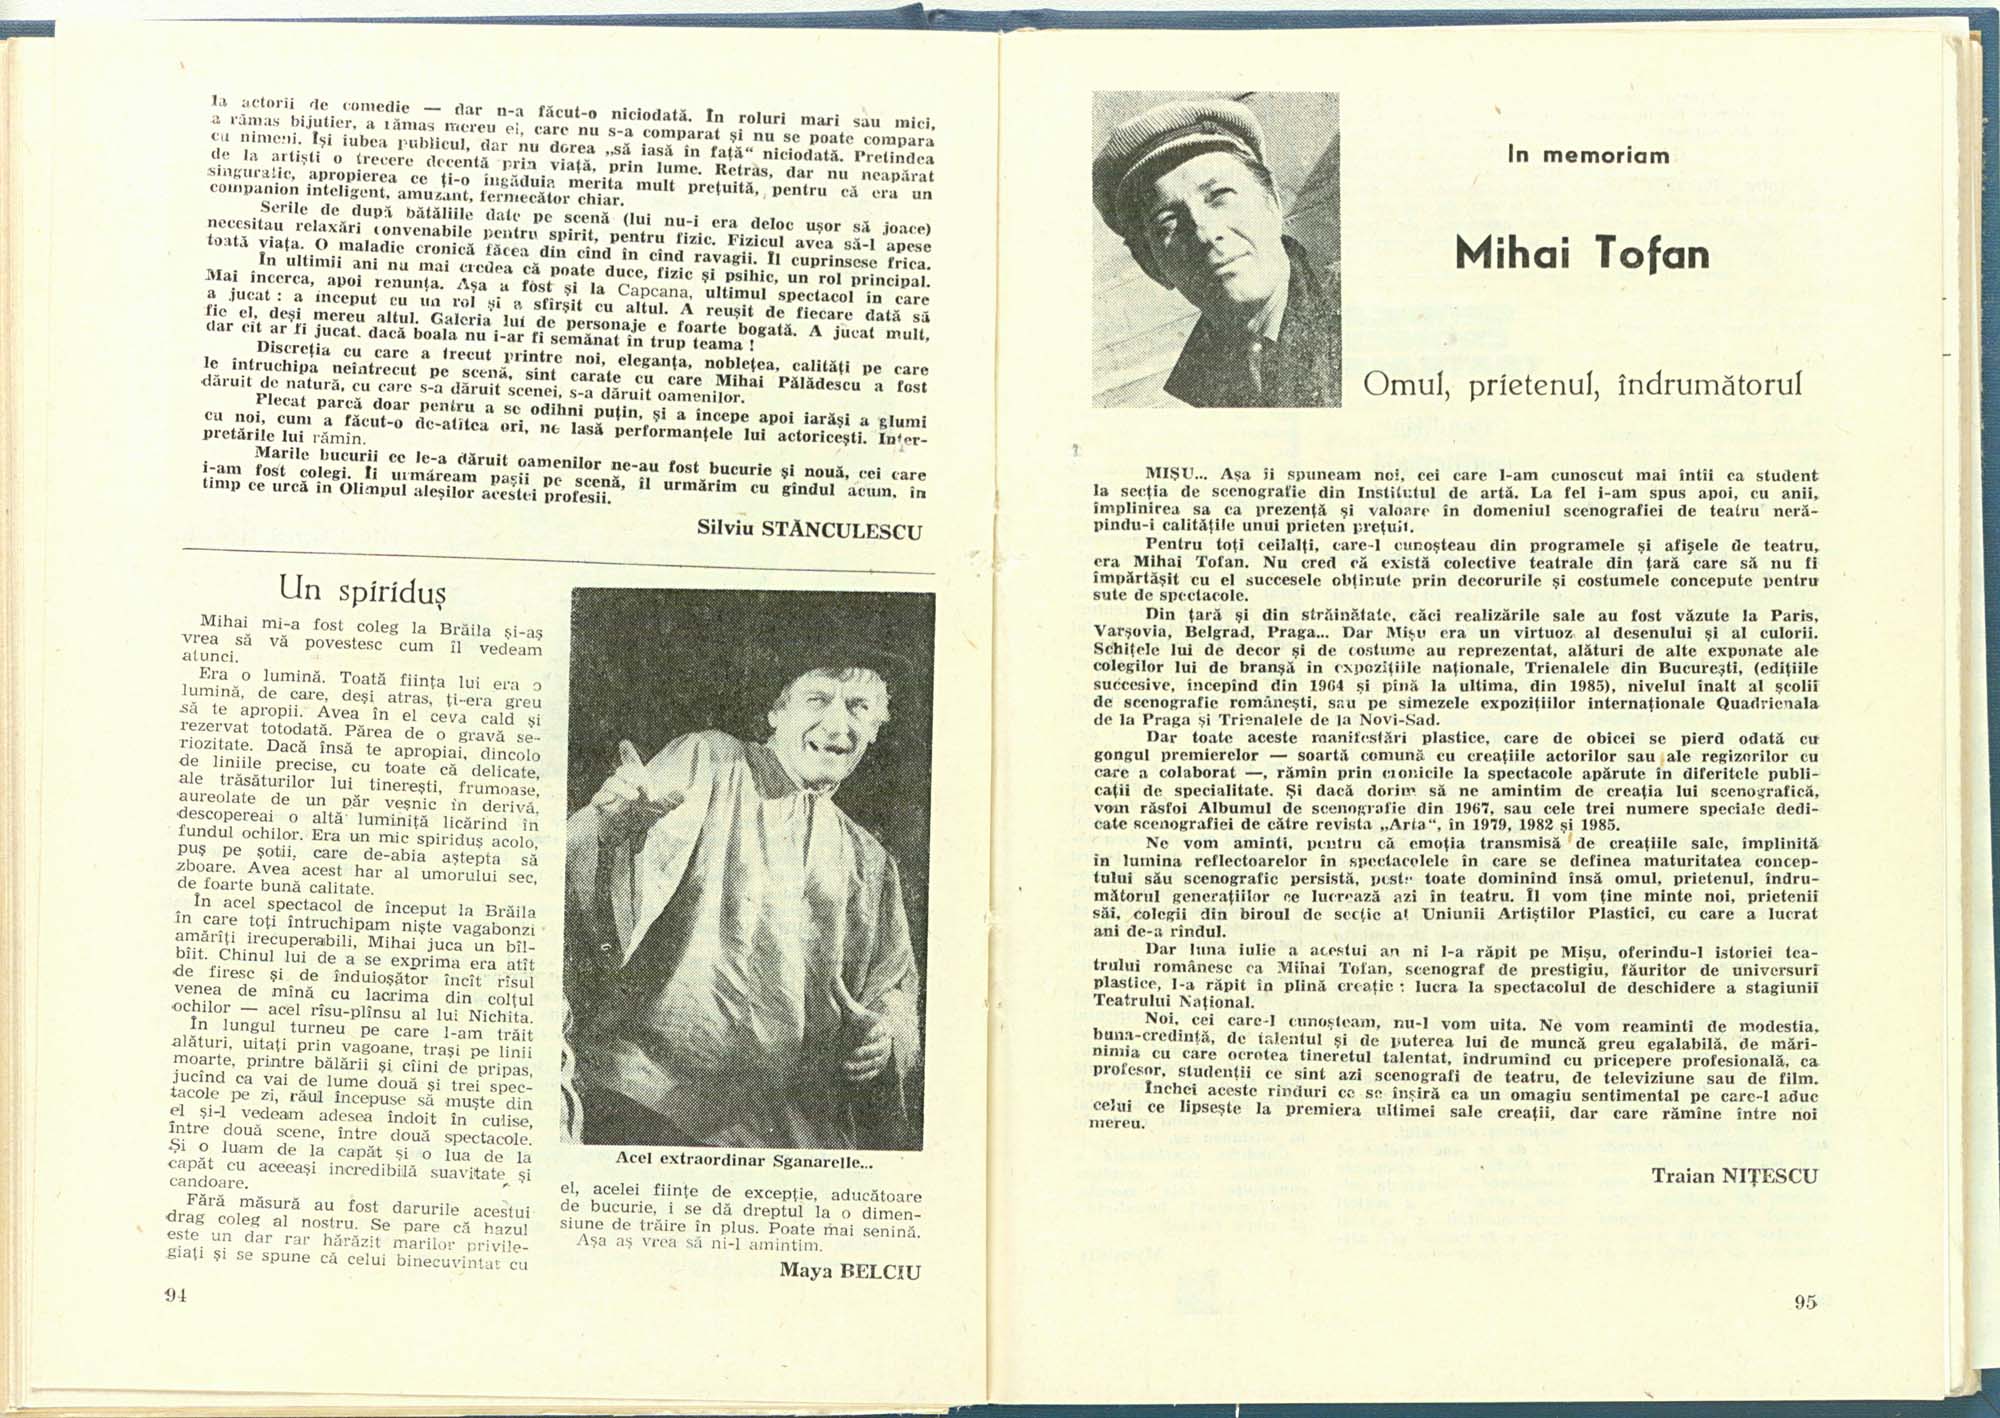 la actorii de comedie — dar n-a făcut-o niciodată. În roluri mari sau mici,
a rămas bijutier, a rămas mereu ei, care nu s-a comparat și nu se poate compara
cu nimeni. Își iubea publicul, dar nu dorea „să iasă în față“ niciodată. Pretindea
de la artiști o trecere decentă prin viață, prin lume. Retras, dar nu neapărat
singuratic, apropierea ce ți-o îngăduia merita mult prețuită, pentru că era un
companion inteligent, amuzant, fermecător chiar.
Serile de după bătăliile date pe scenă (lui nu-i era deloc ușor să joace)
necesitau relaxări convenabile pentru spirit, pentru fizic. Fizicul avea să-l apese
toată viața. O maladie cronică făcea din cînd în cînd ravagii. Îl cuprinsese frica.
În ultimii ani nu mai credea că poate duce, fizic și psihic, un rol principal.
Mai încerca, apoi renunța. Așa a fost și la Capcana, ultimul spectacol în care
a jucat : a început cu un rol și a sfîrșit cu altul. A reușit de fiecare dată să
fie el, deși mereu altul. Galeria lui de personaje e foarte bogată. A jucat mult,
dar cît ar fi jucat, dacă boala nu i-ar fi semănat în trup teama !
Discreția cu care a trecut printre noi, eleganța, noblețea, calități pe care
le întruchipa neîntrecut pe scenă, sînt carate cu care Mihai Pălădescu a fost
dăruit de natură, cu care s-a dăruit scenei, s-a dăruit oamenilor.
Plecat parcă doar pentru a se odihni puțin, și a începe apoi iarăși a glumi
cu noi, cum a făcut-o de-atîtea ori, ne lasă performanțele lui actoricești. Inter-
pretările lui rămîn.
Marile bucurii ce le-a dăruit oamenilor ne-au fost bucurie și nouă, cei care
i-am fost colegi. Îi urmăream pașii pe scenă, îl urmărim cu gîndul acum, în
timp ce urcă în Olimpul aleșilor acestei profesii.
Silviu STĂNCULESCU
Un spiriduș
Mihai mi-a fost coleg la Brăila și-aș
vrea să vă povestesc cum îl vedeam
atunci.
Era o lumină. Toată ființa lui era o
lumină, de care, deși atras, ți-era greu
să te apropii. Avea în el ceva cald și
rezervat totodată. Părea de o gravă se-
riozitate. Dacă însă te apropiai, dincolo
de liniile precise, cu toate că delicate,
ale trăsăturilor lui tinerești, frumoase,
aureolate de un păr veșnic în derivă,
descopereai o altă luminiță licărind în
fundul ochilor. Era un mic spiriduș acolo,
puș pe șotii, care de-abia aștepta să
zboare. Avea acest har al umorului sec,
de foarte bună calitate.
În acel spectacol de început la Brăila
în care toți întruchipam niște vagabonzi
amărîți irecuperabili, Mihai juca un bîl-
bîit. Chinul lui de a se exprima era atît
de firesc și de înduioșător încît rîsul
venea de mînă cu lacrima din colțul
ochilor — acel rîsu-plînsu al lui Nichita.
În lungul turneu pe care l-am trăit
alături, uitați prin vagoane, trași pe linii
moarte, printre bălării și cîini de pripas,
jucînd ca vai de lume două și trei spec-
tacole pe zi, răul începuse să muște din
el și-l vedeam adesea îndoit în culise,
între două scene, între două spectacole.
Și o luam de la capăt și o lua de la
capăt cu aceeași incredibilă suavitate și
candoare.
Fără măsură au fost darurile acestui
drag coleg al nostru. Se pare că hazul
este un dar rar hărăzit marilor privile-
giați și se spune că celui binecuvîntat cu
Acel extraordinar Sganarelle...
el, acelei ființe de excepție, aducătoare
de bucurie, i se dă dreptul la o dimen-
siune de trăire în plus. Poate mai senină.
Așa aș vrea să ni-l amintim.
Maya BELCIU
94
In memoriam
Mihai Tofan
Omul, prietenul, îndrumătorul
MIȘU... Așa îi spuneam noi, cei care l-am cunoscut mai întîi ca student
la secția de scenografie din Institutul de artă. La fel i-am spus apoi, cu anii,
împlinirea sa ca prezență și valoare în domeniul scenografiei de teatru neră-
pindu-i calitățile unui prieten prețuit.
Pentru toți ceilalți, care-l cunoșteau din programele și afișele de teatru,
era Mihai Tofan. Nu cred că există colective teatrale din țară care să nu fi
împărtășit cu el succesele obținute prin decorurile și costumele concepute pentru
sute de spectacole.
Din țară și din străinătate, căci realizările sale au fost văzute la Paris,
Varșovia, Belgrad, Praga... Dar Mișu era un virtuoz al desenului și al culorii.
Schițele lui de decor și de costume au reprezentat, alături de alte exponate ale
colegilor lui de branșă în expozițiile naționale, Trienalele din București, (edițiile
succesive, începînd din 1964 și pînă la ultima, din 1985), nivelul înalt al școlii
de scenografie românești, sau pe simezele expozițiilor internaționale Quadrienala
de la Praga și Trienalele de la Novi-Sad.
Dar toate aceste manifestări plastice, care de obicei se pierd odată cu
gongul premierelor — soartă comună cu creațiile actorilor sau ale regizorilor cu
care a colaborat —, rămîn prin cronicile la spectacole apărute în diferitele publi-
cații de specialitate. Și dacă dorim să ne amintim de creația lui scenografică,
vom răsfoi Albumul de scenografie din 1967, sau cele trei numere speciale dedi-
cate scenografiei de către revista „Arta“, în 1979, 1982 și 1985.
Ne vom aminti, pentru că emoția transmisă de creațiile sale, împlinită
în lumina reflectoarelor în spectacolele în care se definea maturitatea concep-
tului său scenografic persistă, peste toate dominînd însă omul, prietenul, îndru-
mătorul generațiilor ce lucrează azi în teatru. Îl vom ține minte noi, prietenii
săi, colegii din biroul de secție al Uniunii Artiștilor Plastici, cu care a lucrat
ani de-a rîndul.
Dar luna iulie a acestui an ni l-a răpit pe Mișu, oferindu-l istoriei tea-
trului românesc ca Mihai Tofan, scenograf de prestigiu, făuritor de universuri
plastice, l-a răpit în plină creație : lucra la spectacolul de deschidere a stagiunii
Teatrului Național.
Noi, cei care-l cunoșteam, nu-l vom uita. Ne vom reaminti de modestia,
buna-credință, de talentul și de puterea lui de muncă greu egalabilă, de mări-
nimia cu care ocrotea tineretul talentat, îndrumînd cu pricepere profesională, ca
profesor, studenții ce sînt azi scenografi de teatru, de televiziune sau de film.
Închei aceste rînduri ce se înșiră ca un omagiu sentimental pe care-l aduc
celui ce lipsește la premiera ultimei sale creații, dar care rămîne între noi
mereu.
Traian NIȚESCU
95